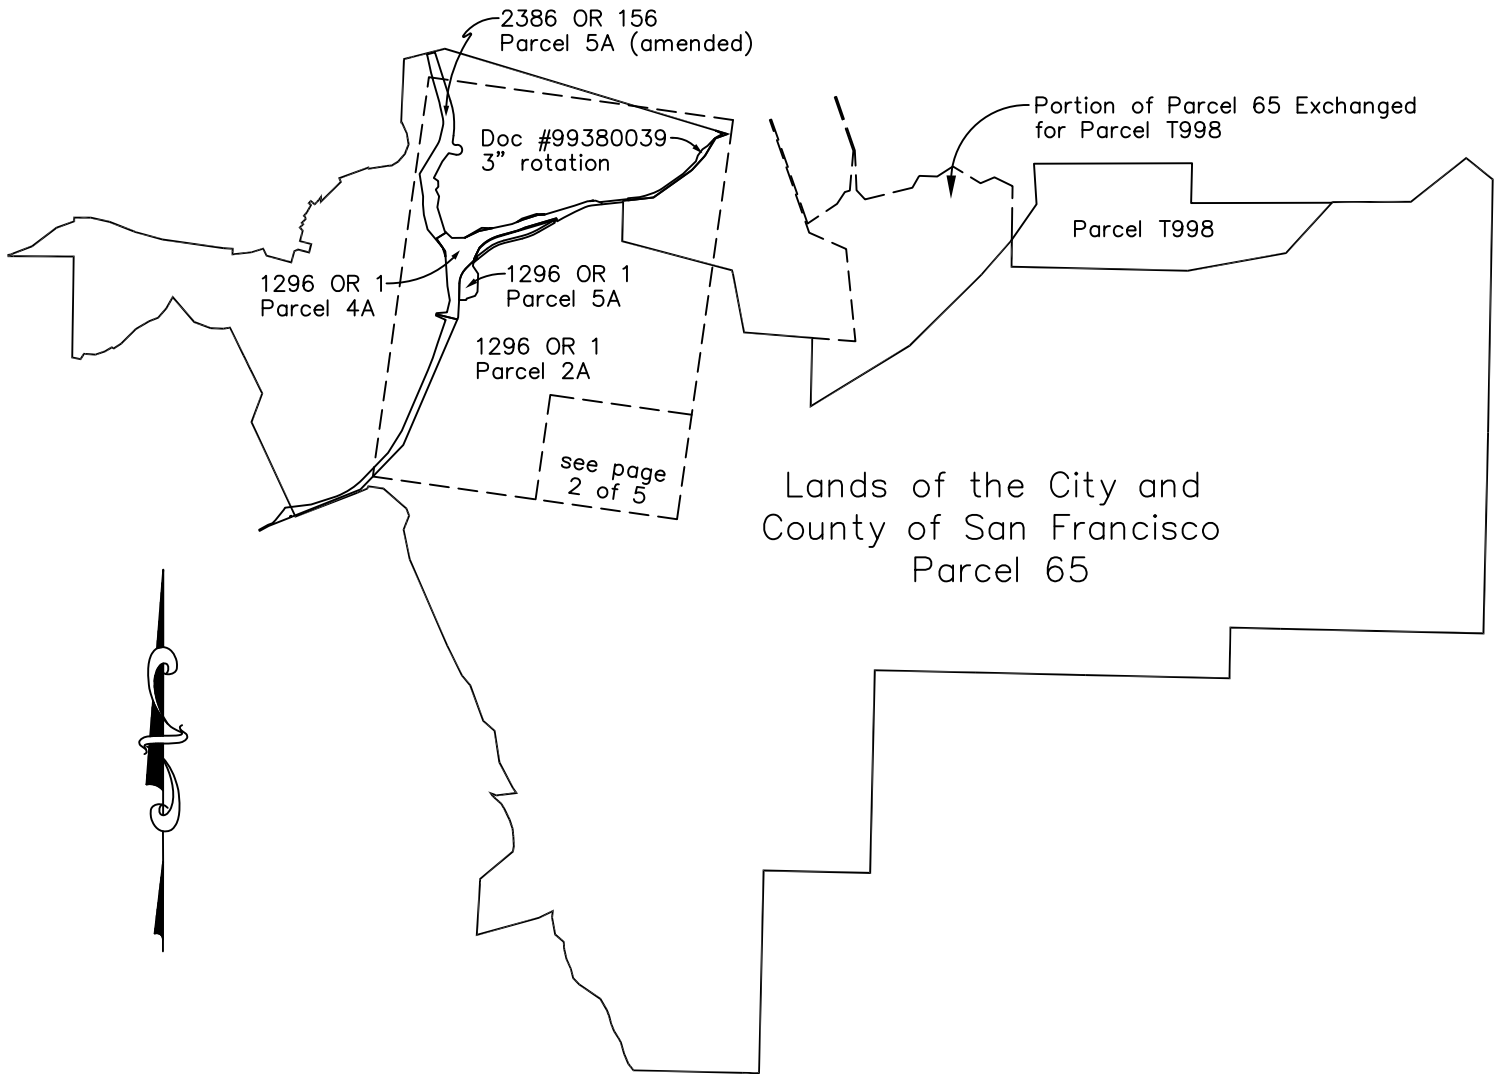 2386 OR 156
Parcel 5A (amended)
Doc #99380039
3” rotation
Portion of Parcel 65 Exchanged
for Parcel T998
Parcel T998
1296 OR 1
Parcel 4A
1296 OR 1
Parcel 5A
1296 OR 1
Parcel 2A
see page
2 of 5
Lands of the City and
County of San Francisco
Parcel 65